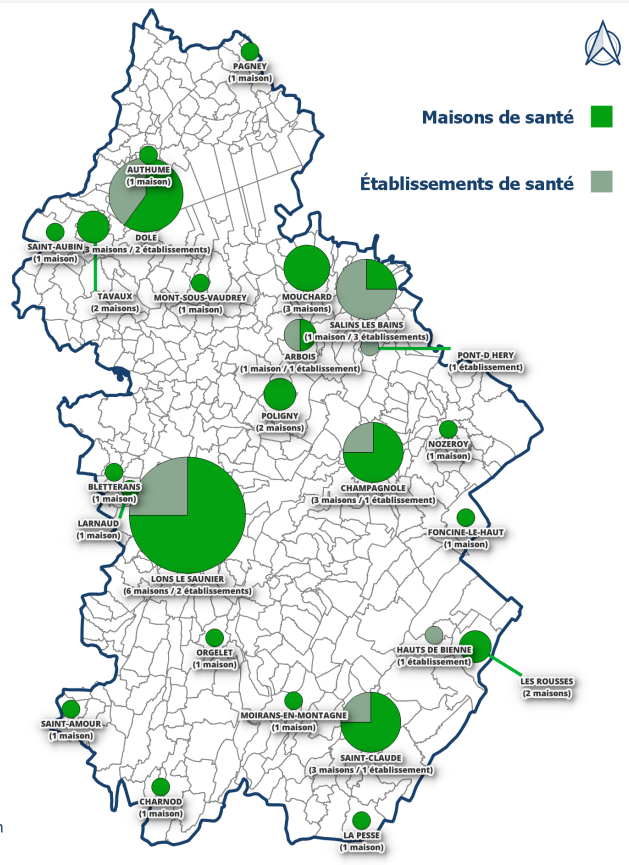 PAGNEY
(1 maison)
Maisons de santé
Établissements de santé
AUTHUME
(1 maison)
DOLE
3 maisons / 2 établissements)
SAINT-AUBIN
(1 maison)
TAVAUX
(2 maisons)
MONT-SOUS-VAUDREY
(1 maison)
MOUCHARD
(3 maisons)
SALINS LES BAINS
(1 maison / 3 établissements)
ARBOIS
(1 maison / 1 établissement)
PONT-D HERY
(1 établissement)
POLIGNY
(2 maisons)
NOZEROY
(1 maison)
CHAMPAGNOLE
(3 maisons / 1 établissement)
BLETTERANS
(1 maison)
LARNAUD
(1 maison)
FONCINE-LE-HAUT
(1 maison)
LONS LE SAUNIER
(6 maisons / 2 établissements)
ORGELET
(1 maison)
HAUTS DE BIENNE
(1 établissement)
LES ROUSSES
(2 maisons)
SAINT-AMOUR
(1 maison)
MOIRANS-EN-MONTAGNE
(1 maison)
SAINT-CLAUDE
(3 maisons / 1 établissement)
CHARNOD
(1 maison)
LA PESSE
(1 maison)